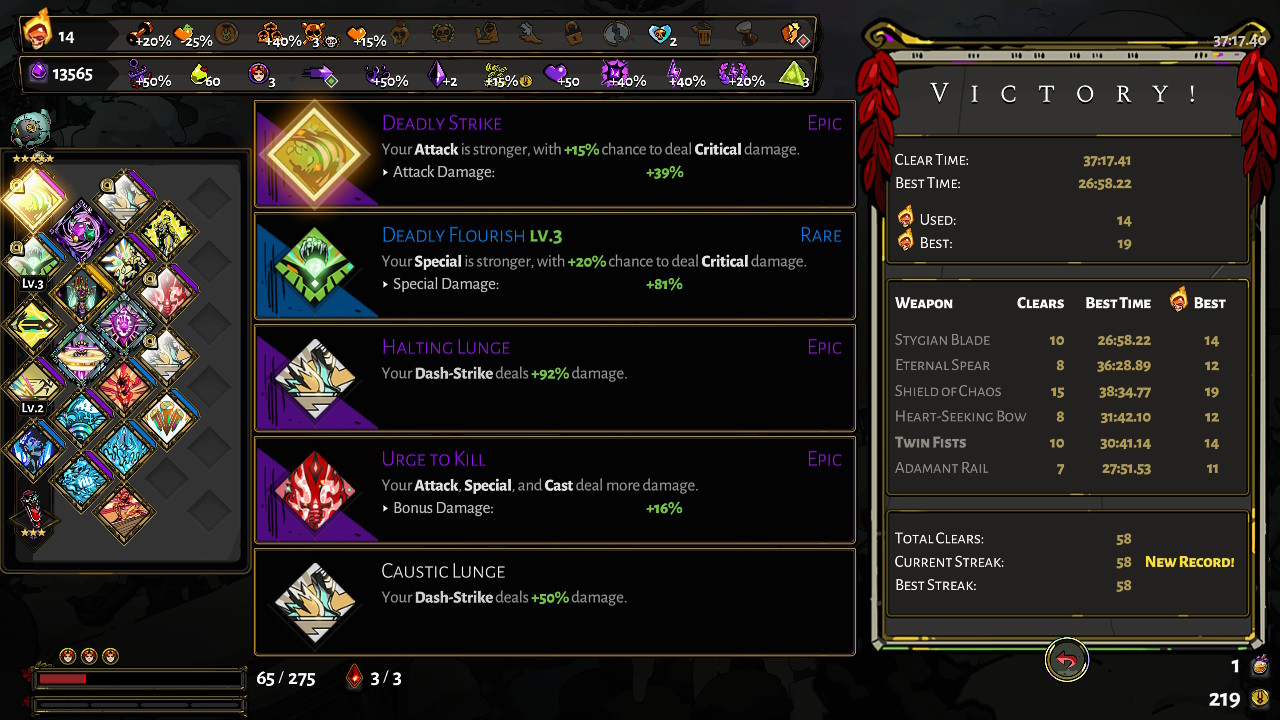 14
+20%
-25%
+40%
3
+15%
2
37:17.40
13565
+50%
60
3
+50%
+2
+15%
+50
+40%
+40%
+20%
3
Lv.3
Lv.2
DEADLY STRIKE EPIC
Your Attack is stronger, with +15% chance to deal Critical damage.
‣ Attack Damage: +39%
DEADLY FLOURISH LV.3 RARE
Your Special is stronger, with +20% chance to deal Critical damage.
‣ Special Damage: +81%
HALTING LUNGE EPIC
Your Dash-Strike deals +92% damage.
URGE TO KILL EPIC
Your Attack, Special, and Cast deal more damage.
‣ Bonus Damage: +16%
CAUSTIC LUNGE
Your Dash-Strike deals +50% damage.
65 / 275
3 / 3
VICTORY!
CLEAR TIME: 37:17.41
BEST TIME: 26:58.22
USED: 14
BEST: 19
WEAPON CLEARS BEST TIME BEST
STYGIAN BLADE 10 26:58.22 14
ETERNAL SPEAR 8 36:28.89 12
SHIELD OF CHAOS 15 38:34.77 19
HEART-SEEKING BOW 8 31:42.10 12
TWIN FISTS 10 30:41.14 14
ADAMANT RAIL 7 27:51.53 11
TOTAL CLEARS: 58
CURRENT STREAK: 58 NEW RECORD!
BEST STREAK: 58
1
219